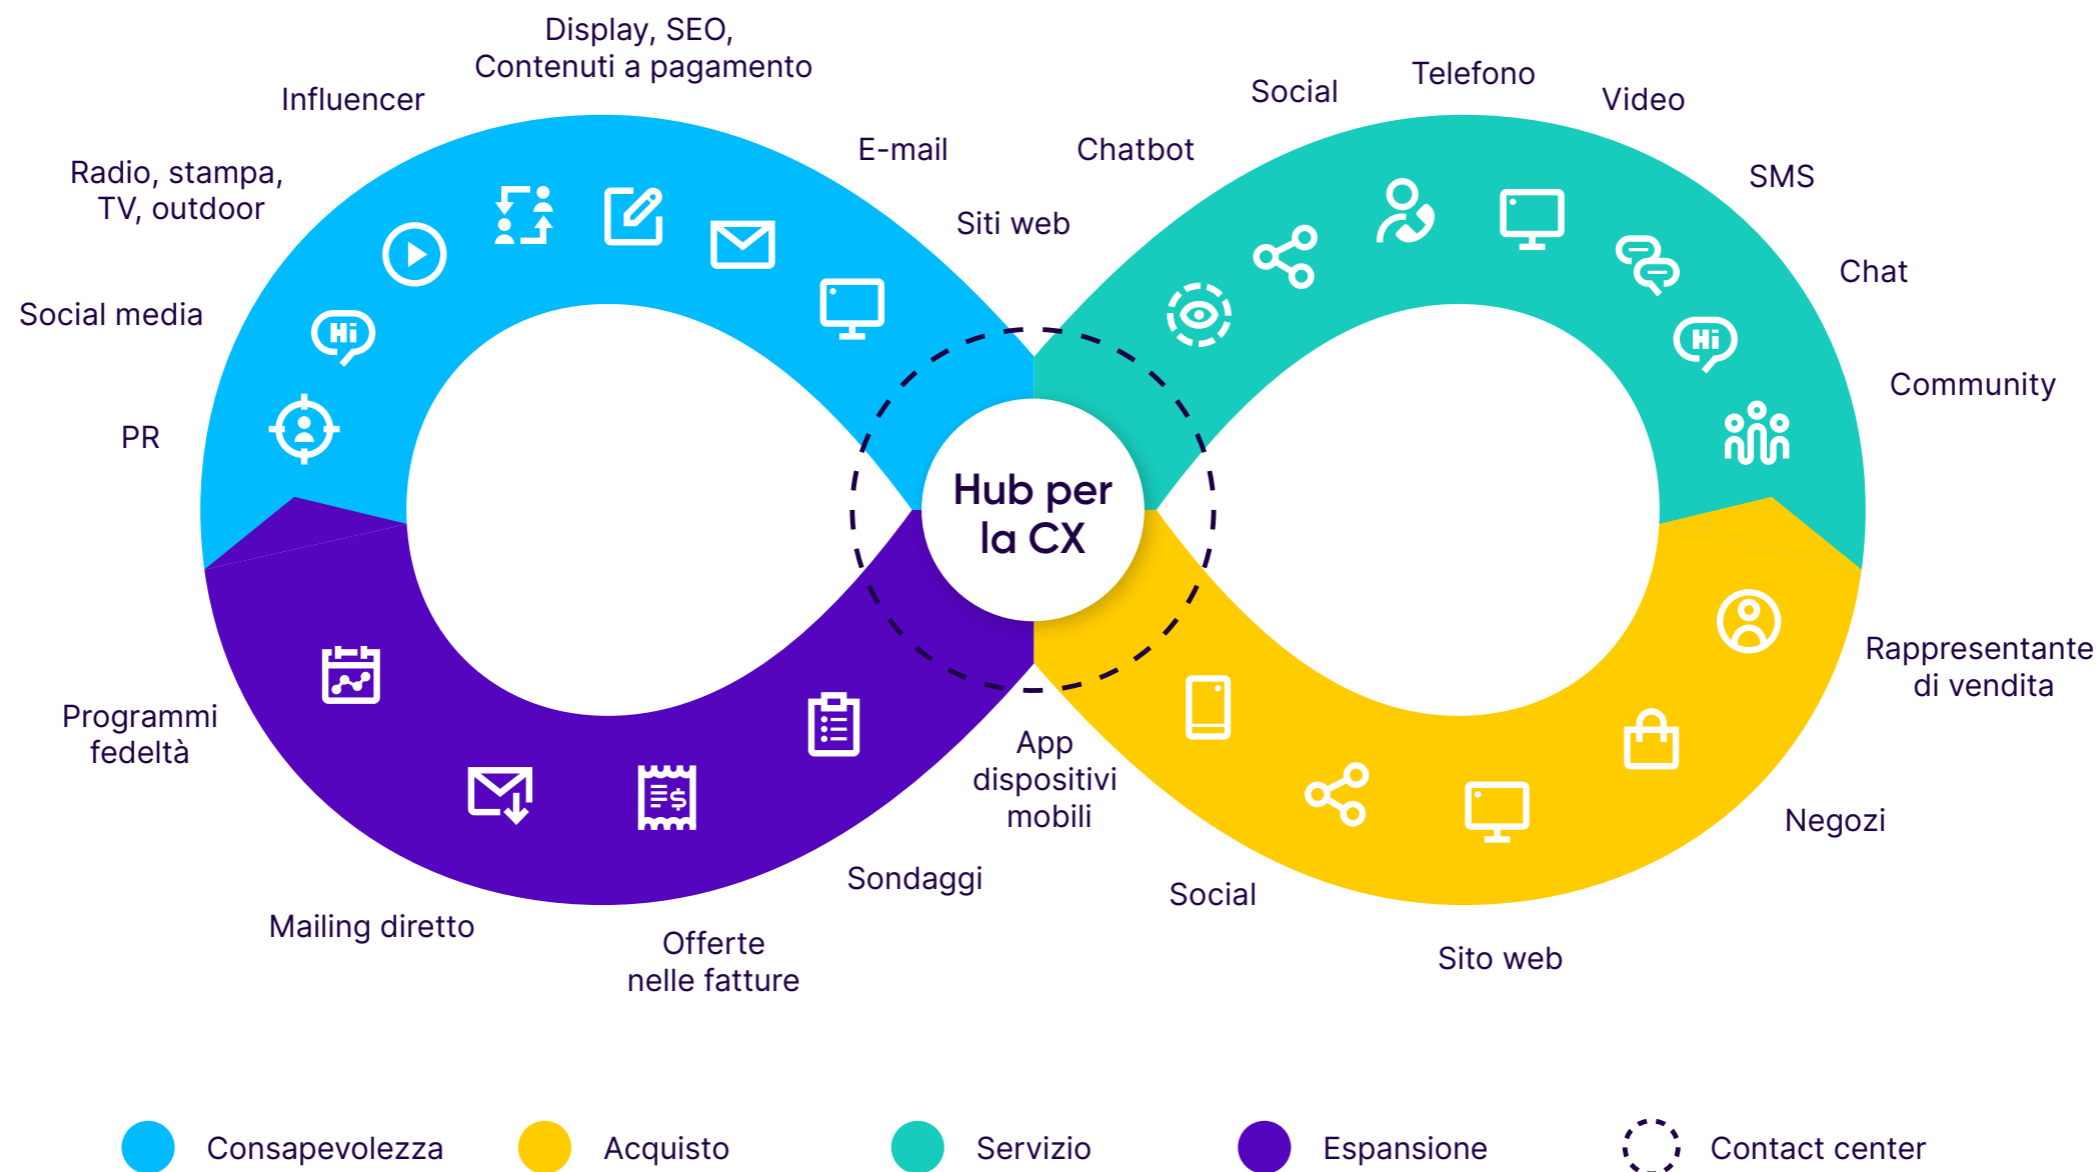 Display, SEO,
Contenuti a pagamento
Influencer
Radio, stampa,
TV, outdoor
Social media
PR
E-mail
Siti web
Chatbot
Social
Telefono
Video
SMS
Chat
Community
Hi
Hi
Hub per
la CX
Programmi
fedeltà
Mailing diretto
Offerte
nelle fatture
$
Sondaggi
App
dispositivi
mobili
Social
Sito web
Negozi
Rappresentante
di vendita
Consapevolezza
Acquisto
Servizio
Espansione
Contact center